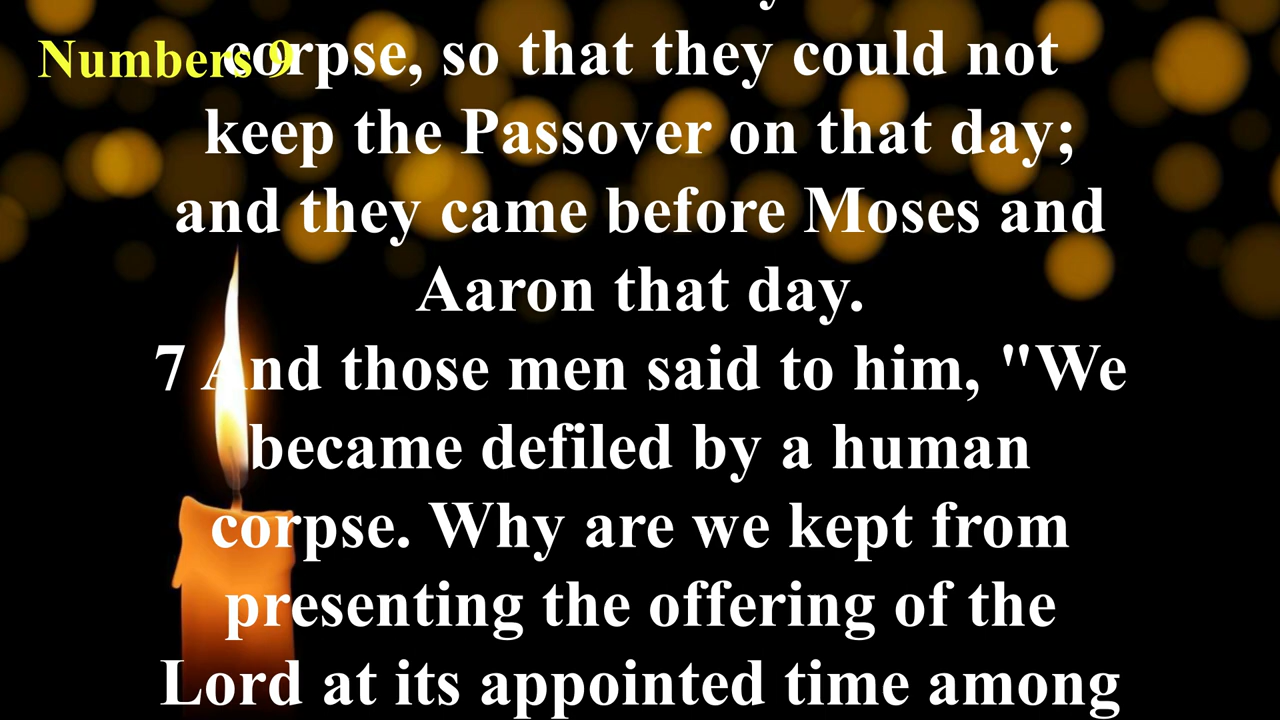 Numbers 9
corpse, so that they could not
keep the Passover on that day;
and they came before Moses and
Aaron that day.
7 And those men said to him, "We
became defiled by a human
corpse. Why are we kept from
presenting the offering of the
Lord at its appointed time among